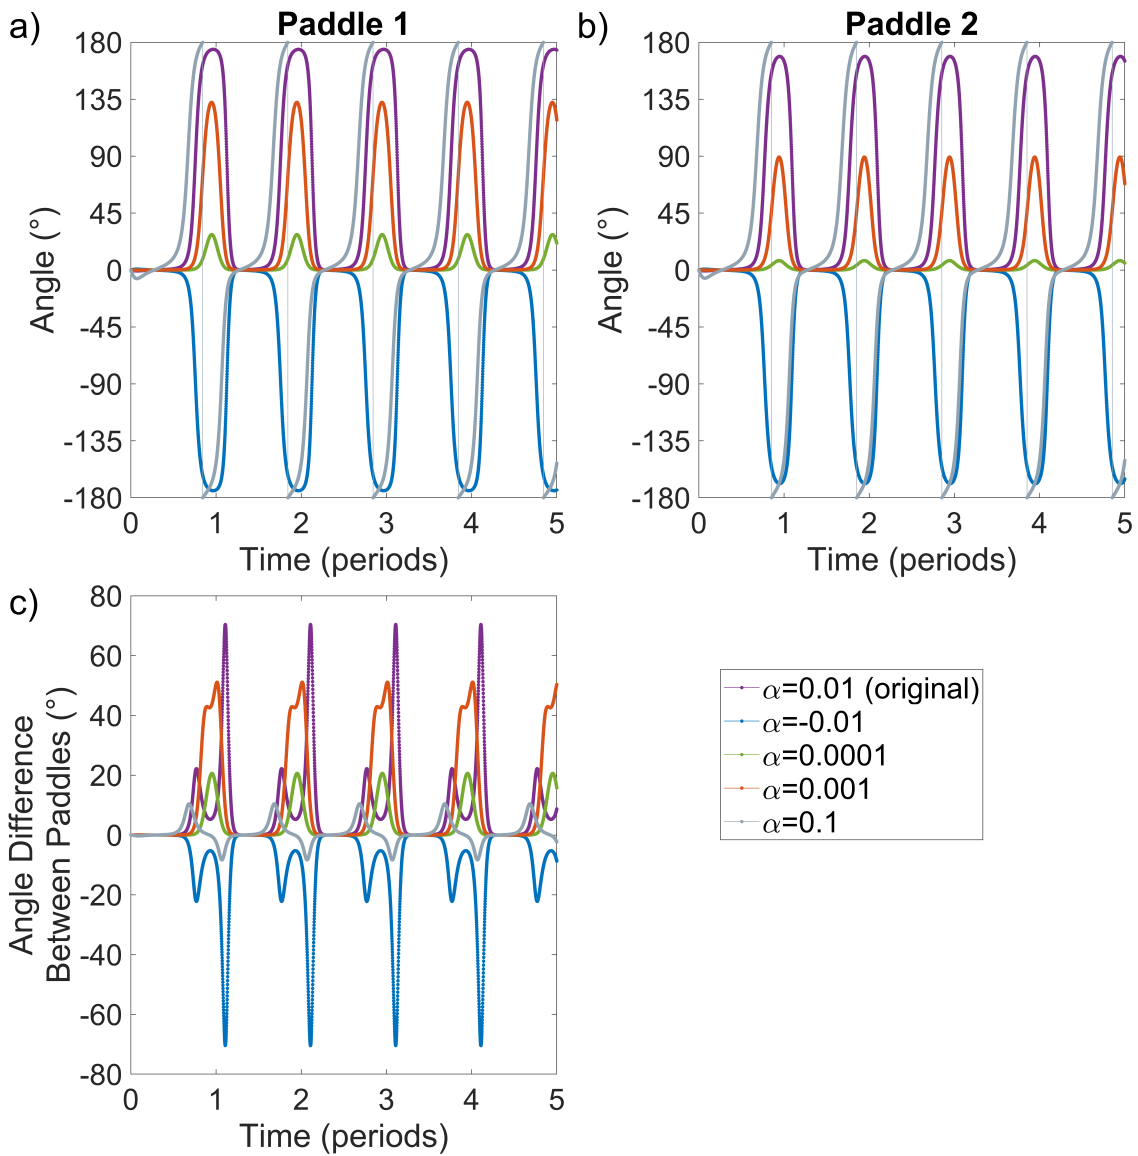 a)
Paddle 1
180
135
90
45
0
-45
-90
-135
-180
Angle (°)
0 1 2 3 4 5
Time (periods)
b)
Paddle 2
180
135
90
45
0
-45
-90
-135
-180
Angle (°)
0 1 2 3 4 5
Time (periods)
c)
80
60
40
20
0
-20
-40
-60
-80
Angle Difference
Between Paddles (°)
0 1 2 3 4 5
Time (periods)
α=0.01 (original)
α=-0.01
α=0.0001
α=0.001
α=0.1